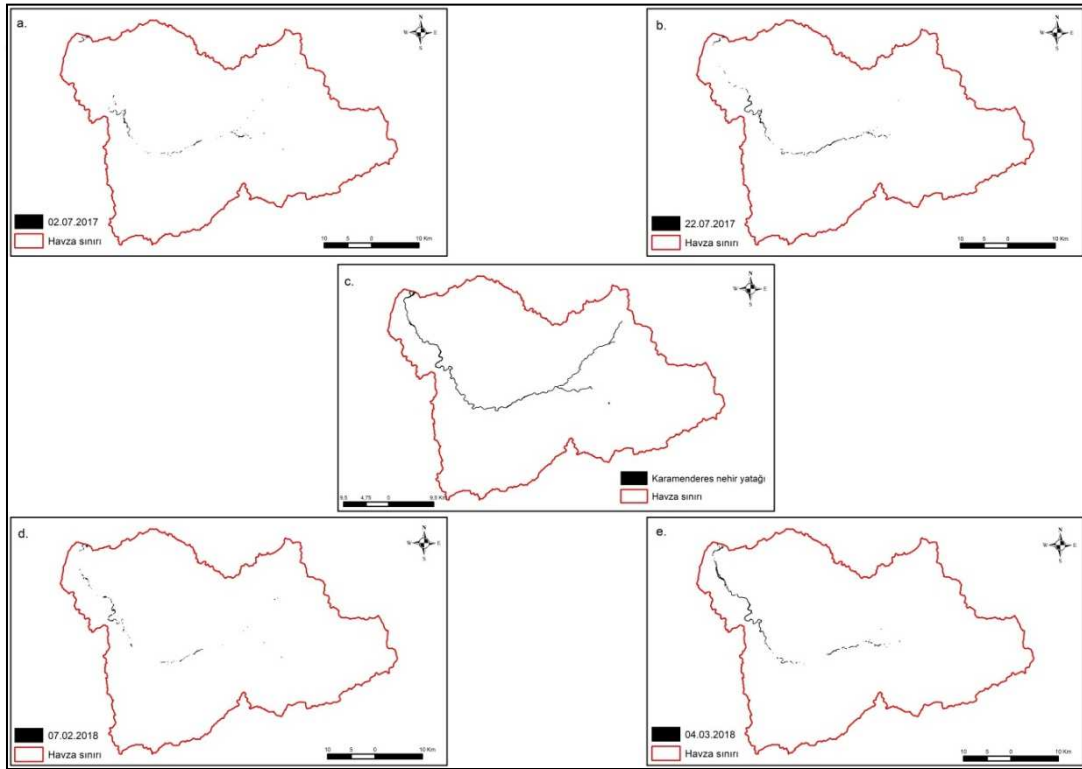 a.
N
W E
S
02.07.2017
Havza sınırı
10 5 0 10 Km
b.
N
W E
S
22.07.2017
Havza sınırı
10 5 0 10 Km
c.
N
W E
S
Karamenderes nehir yatağı
Havza sınırı
9.5 4.75 0 9.5 Km
d.
N
W E
S
07.02.2018
Havza sınırı
10 5 0 10 Km
e.
N
W E
S
04.03.2018
Havza sınırı
10 5 0 10 Km